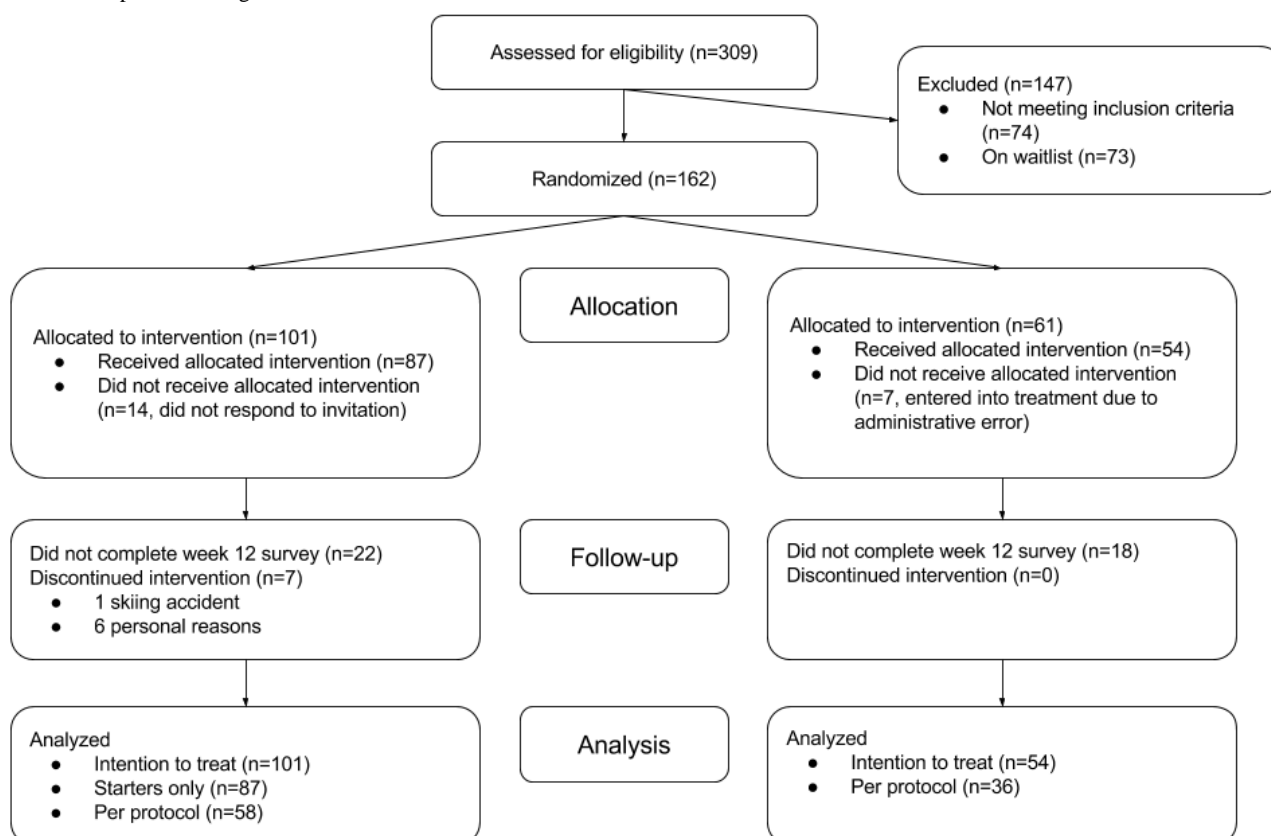 Assessed for eligibility (n=309)
Excluded (n=147)
● Not meeting inclusion criteria
(n=74)
● On waitlist (n=73)
Randomized (n=162)
Allocation
Allocated to intervention (n=101)
● Received allocated intervention (n=87)
● Did not receive allocated intervention
(n=14, did not respond to invitation)
Allocated to intervention (n=61)
● Received allocated intervention (n=54)
● Did not receive allocated intervention
(n=7, entered into treatment due to
administrative error)
Follow-up
Did not complete week 12 survey (n=22)
Discontinued intervention (n=7)
● 1 skiing accident
● 6 personal reasons
Did not complete week 12 survey (n=18)
Discontinued intervention (n=0)
Analysis
Analyzed
● Intention to treat (n=101)
● Starters only (n=87)
● Per protocol (n=58)
Analyzed
● Intention to treat (n=54)
● Per protocol (n=36)